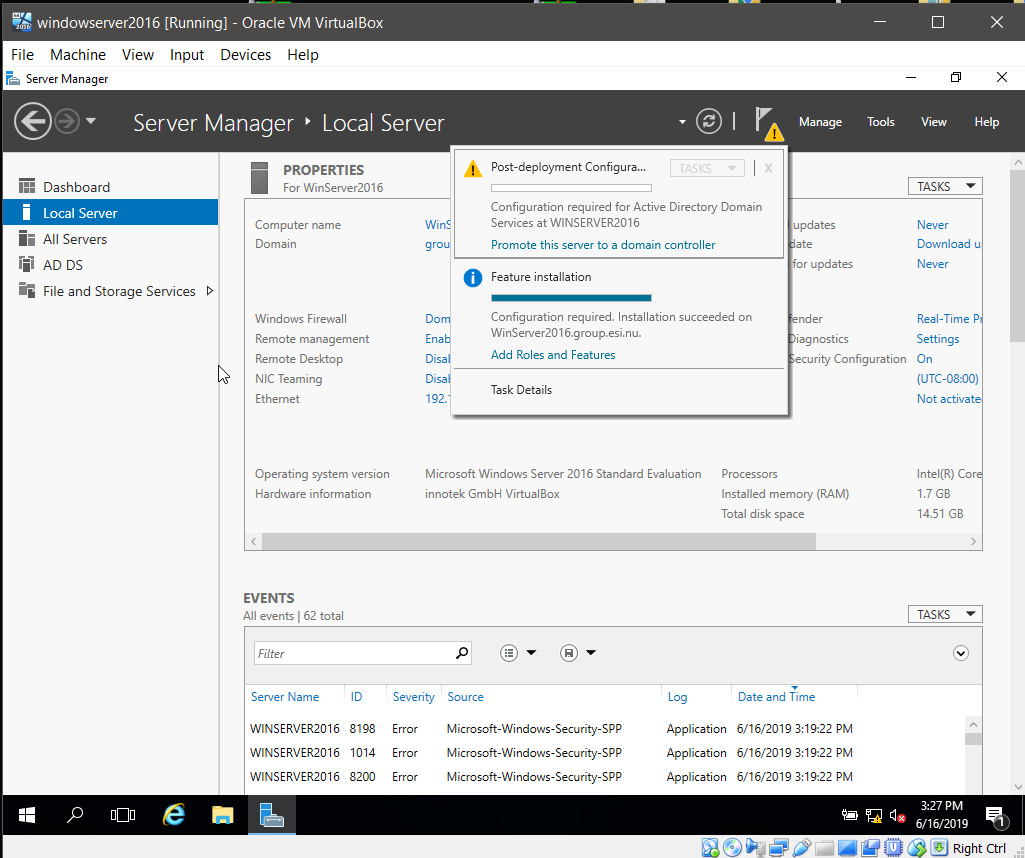 windowserver2016 [Running] - Oracle VM VirtualBox
File Machine View Input Devices Help
Server Manager
Server Manager Local Server
Manage Tools View Help
Dashboard
Local Server
All Servers
AD DS
File and Storage Services
PROPERTIES
For WinServer2016
TASKS
Post-deployment Configura...
TASKS
X
Configuration required for Active Directory Domain
Services at WINSERVER2016
Promote this server to a domain controller
Feature installation
Configuration required. Installation succeeded on
WinServer2016.group.esi.nu.
Add Roles and Features
Task Details
Computer name WinS updates Never
Domain grou date Download u
for updates Never
Windows Firewall Dom ender Real-Time Pr
Remote management Enab Diagnostics Settings
Remote Desktop Disal Security Configuration On
NIC Teaming Disal (UTC-08:00)
Ethernet 192. Not activate
Operating system version Microsoft Windows Server 2016 Standard Evaluation Processors Intel(R) Core
Hardware information innotek GmbH VirtualBox Installed memory (RAM) 1.7 GB
Total disk space 14.51 GB
EVENTS
All events | 62 total
TASKS
Filter
Server Name ID Severity Source Log Date and Time
WINSERVER2016 8198 Error Microsoft-Windows-Security-SPP Application 6/16/2019 3:19:22 PM
WINSERVER2016 1014 Error Microsoft-Windows-Security-SPP Application 6/16/2019 3:19:22 PM
WINSERVER2016 8200 Error Microsoft-Windows-Security-SPP Application 6/16/2019 3:19:22 PM
3:27 PM
6/16/2019
1
Right Ctrl